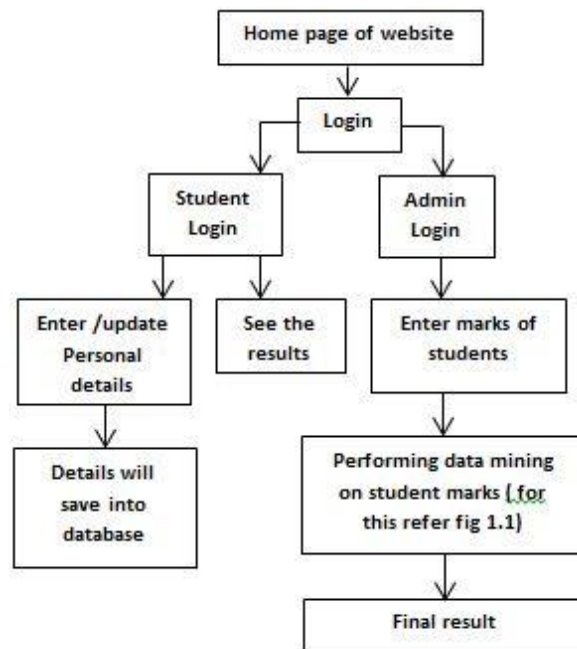 Home page of website
Login
Student
Login
Admin
Login
Enter /update
Personal
details
See the
results
Enter marks of
students
Details will
save into
database
Performing data mining
on student marks ( for
this refer fig 1.1)
Final result